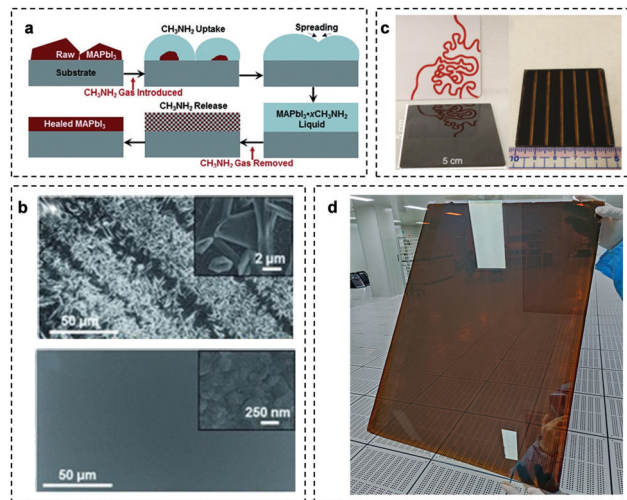 a
CH₃NH₂ Uptake
Spreading
Raw
MAPbI₃
Substrate
CH₃NH₂ Gas Introduced
CH₃NH₂ Release
MAPbI₃•xCH₃NH₂
Liquid
Healed MAPbI₃
CH₃NH₂ Gas Removed
b
2 µm
50 µm
250 nm
50 µm
c
5 cm
d